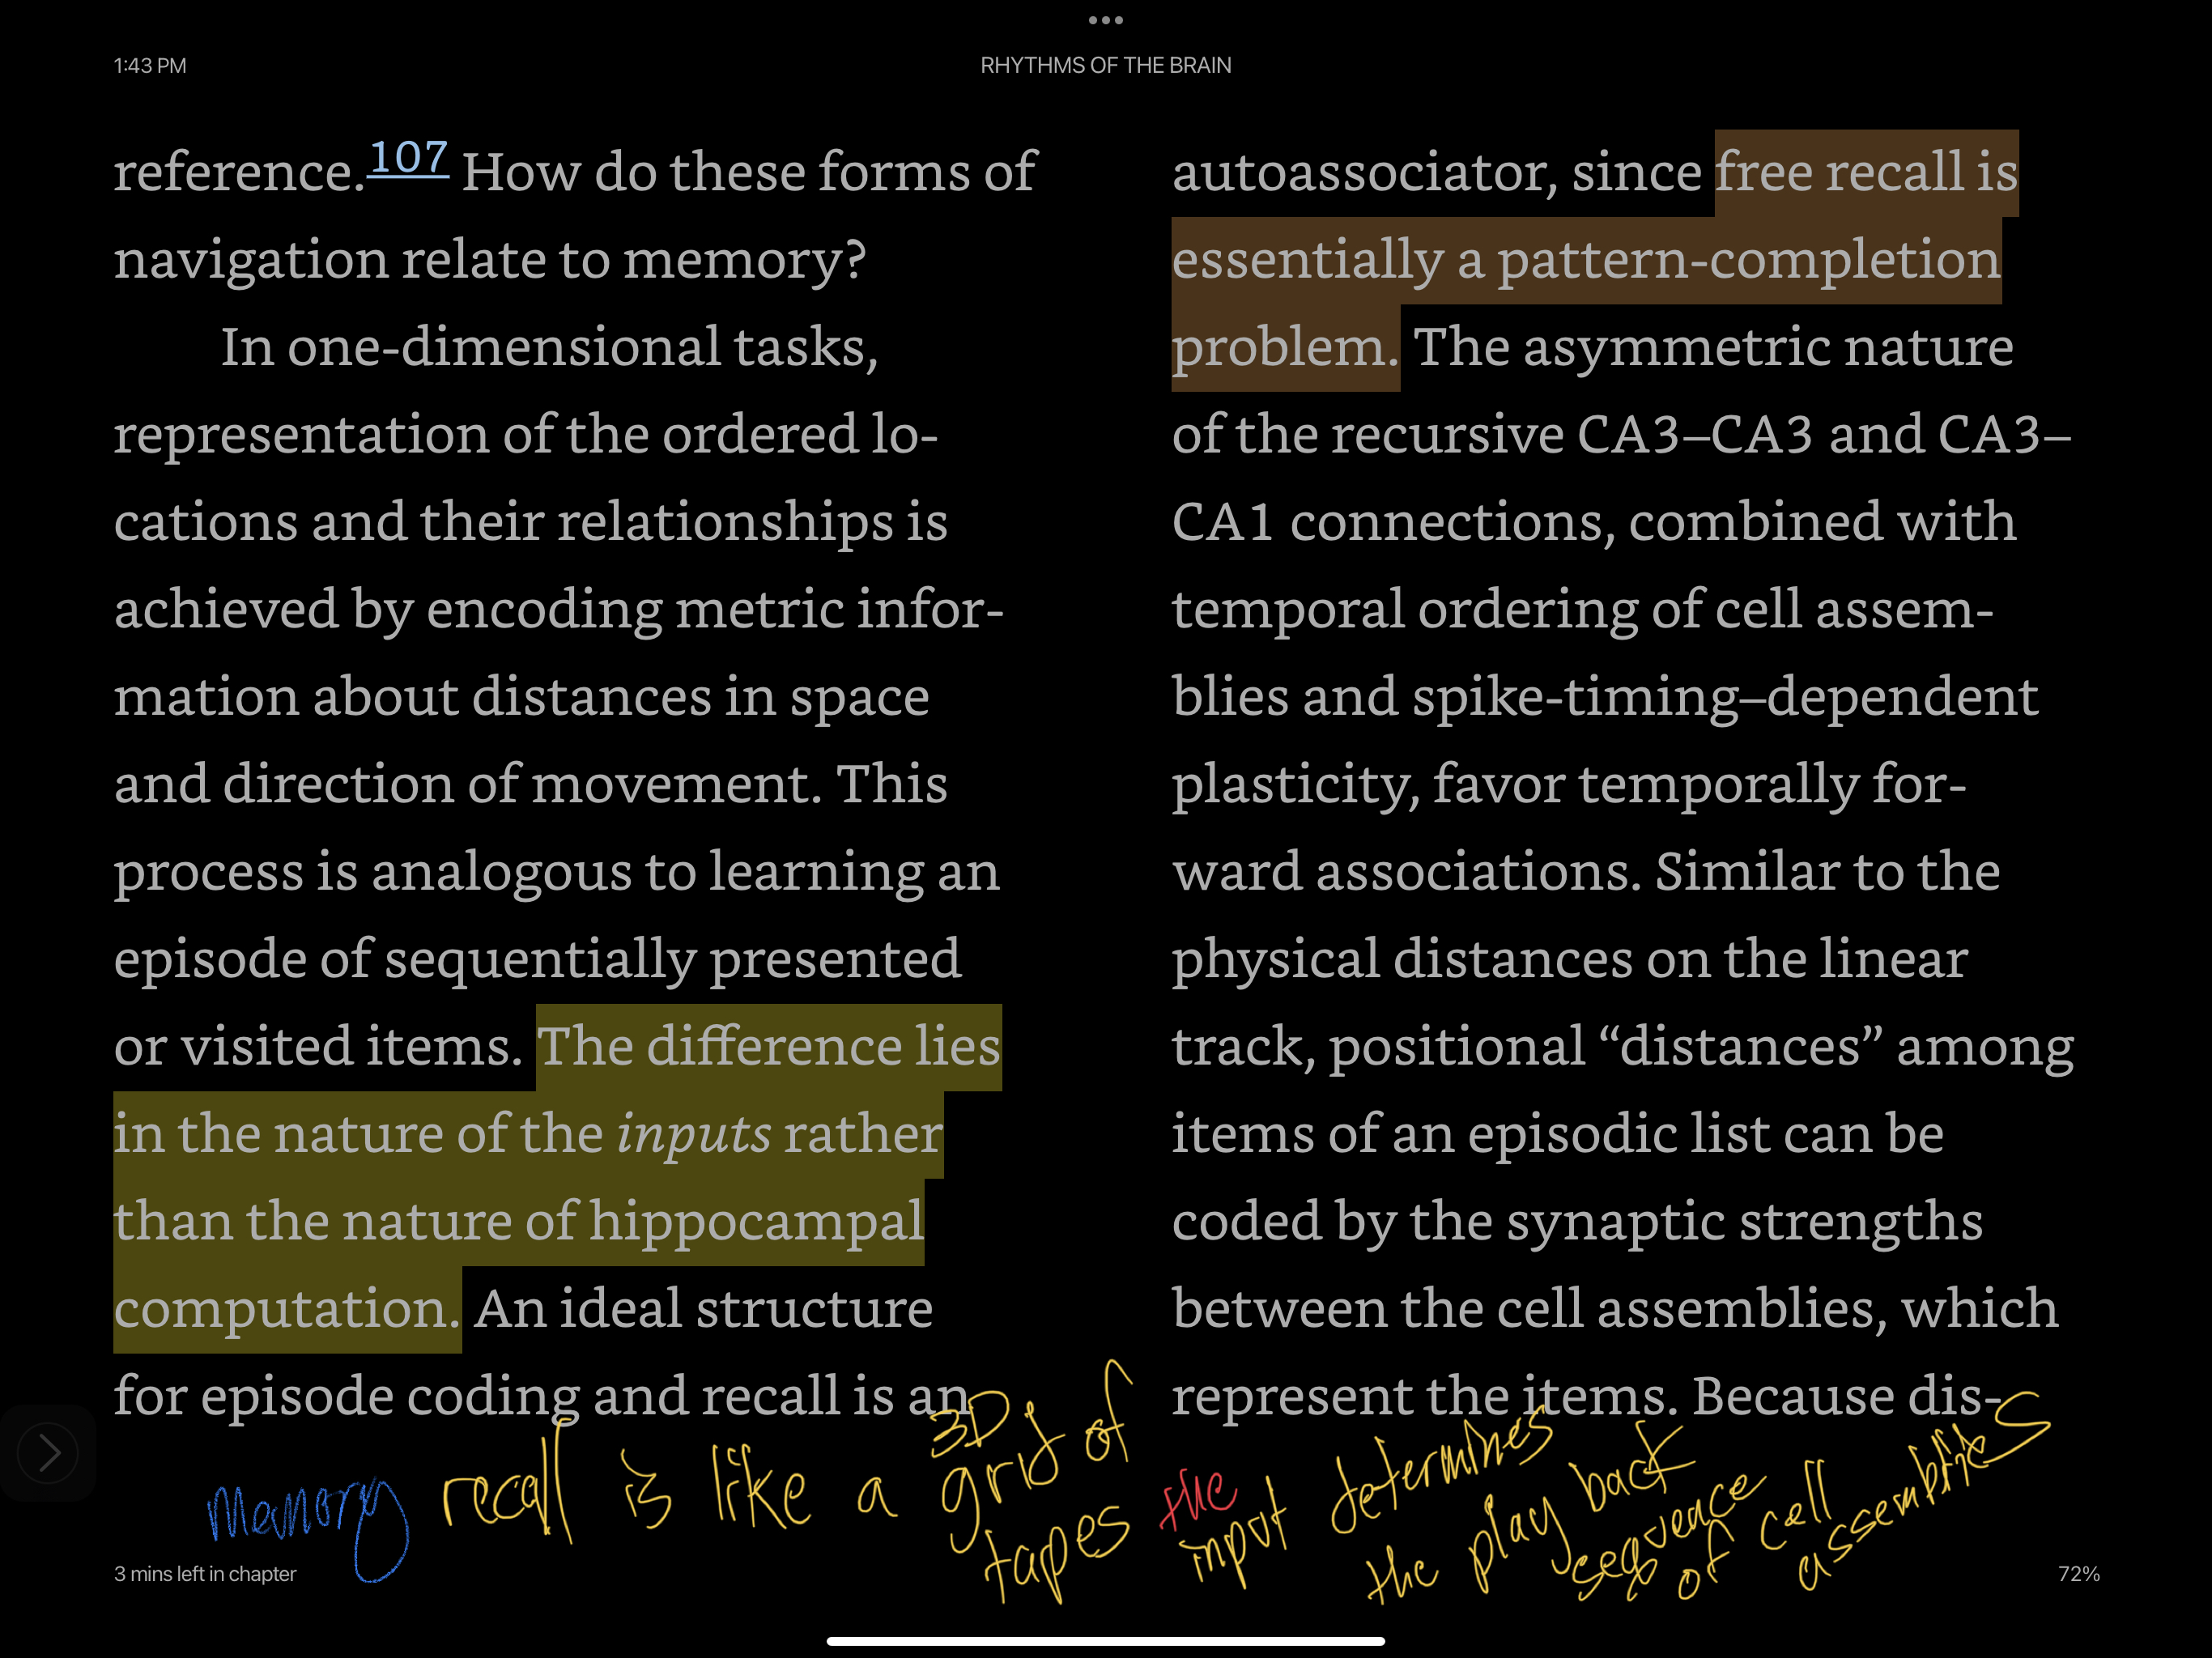 1:43 PM
RHYTHMS OF THE BRAIN
reference.107 How do these forms of
navigation relate to memory?
In one-dimensional tasks,
representation of the ordered lo-
cations and their relationships is
achieved by encoding metric infor-
mation about distances in space
and direction of movement. This
process is analogous to learning an
episode of sequentially presented
or visited items. The difference lies
in the nature of the inputs rather
than the nature of hippocampal
computation. An ideal structure
for episode coding and recall is an
autoassociator, since free recall is
essentially a pattern-completion
problem. The asymmetric nature
of the recursive CA3–CA3 and CA3–
CA1 connections, combined with
temporal ordering of cell assem-
blies and spike-timing–dependent
plasticity, favor temporally for-
ward associations. Similar to the
physical distances on the linear
track, positional “distances” among
items of an episodic list can be
coded by the synaptic strengths
between the cell assemblies, which
represent the items. Because dis-
memory recall is like a 3D grid of
tapes the input determines
the play back
sequence
of cell
assemblies
3 mins left in chapter
72%